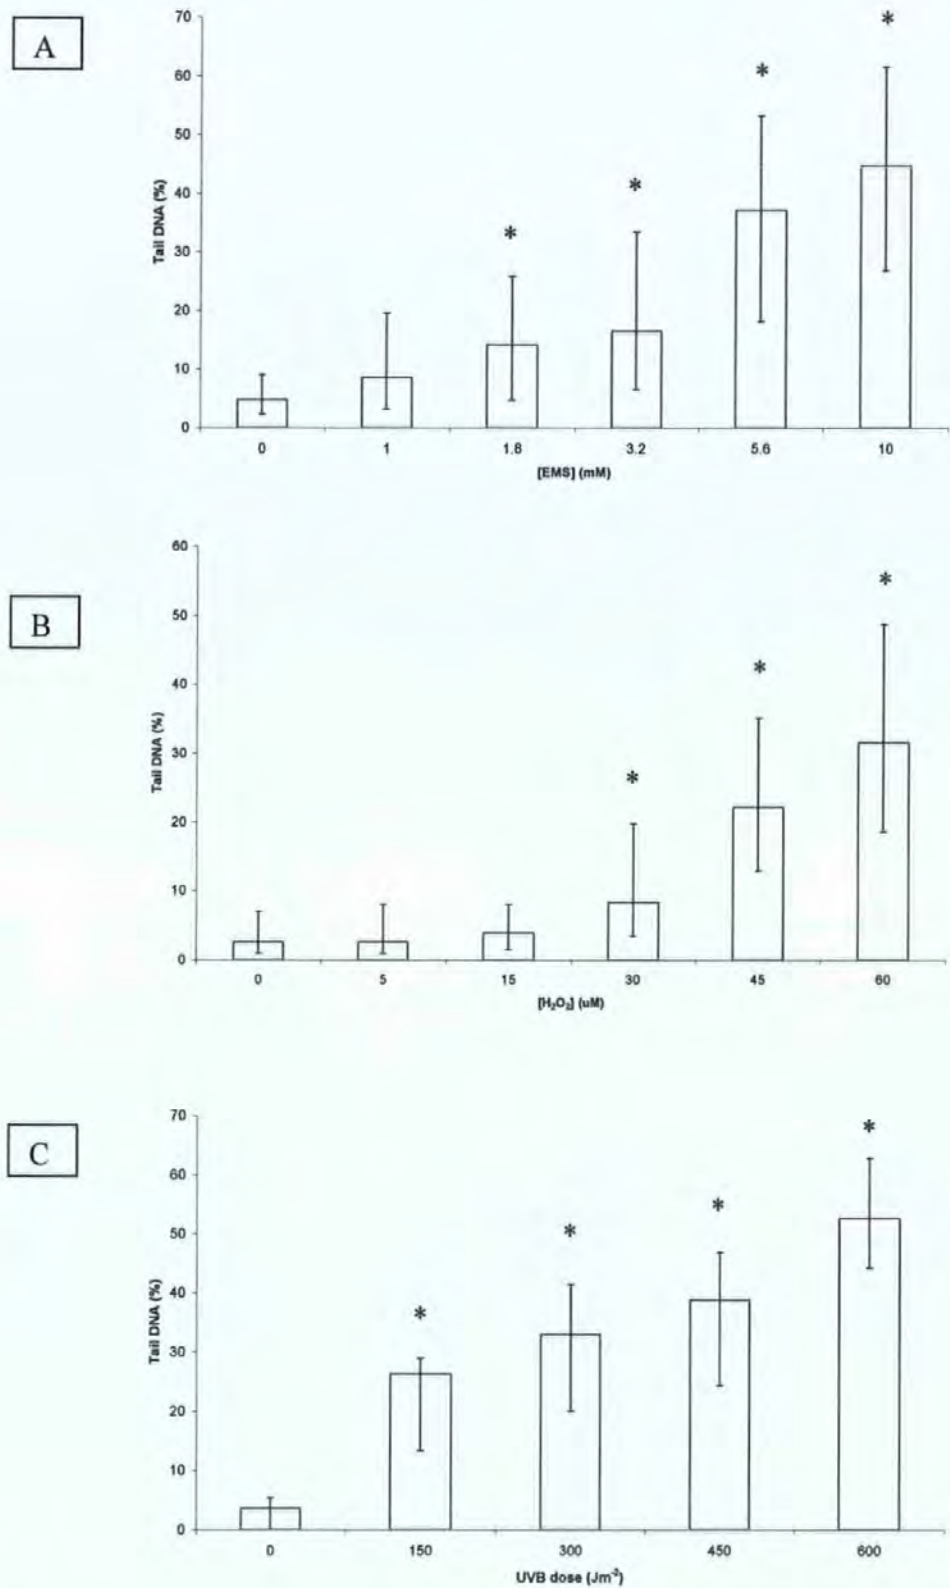 A
Tail DNA (%)
70
60
50
40
30
20
10
0
*
*
*
*
0 1 1.8 3.2 5.6 10
[EMS] (mM)
B
Tail DNA (%)
60
50
40
30
20
10
0
*
*
*
0 5 15 30 45 60
[H₂O₂] (uM)
C
Tail DNA (%)
70
60
50
40
30
20
10
0
*
*
*
*
0 150 300 450 600
UVB dose (Jm⁻²)